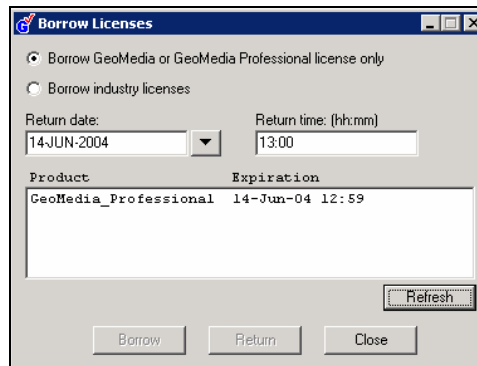 Borrow Licenses
Borrow GeoMedia or GeoMedia Professional license only
Borrow industry licenses
Return date: Return time: (hh:mm)
14-JUN-2004 13:00
Product Expiration
GeoMedia_Professional 14-Jun-04 12:59
Refresh
Borrow Return Close